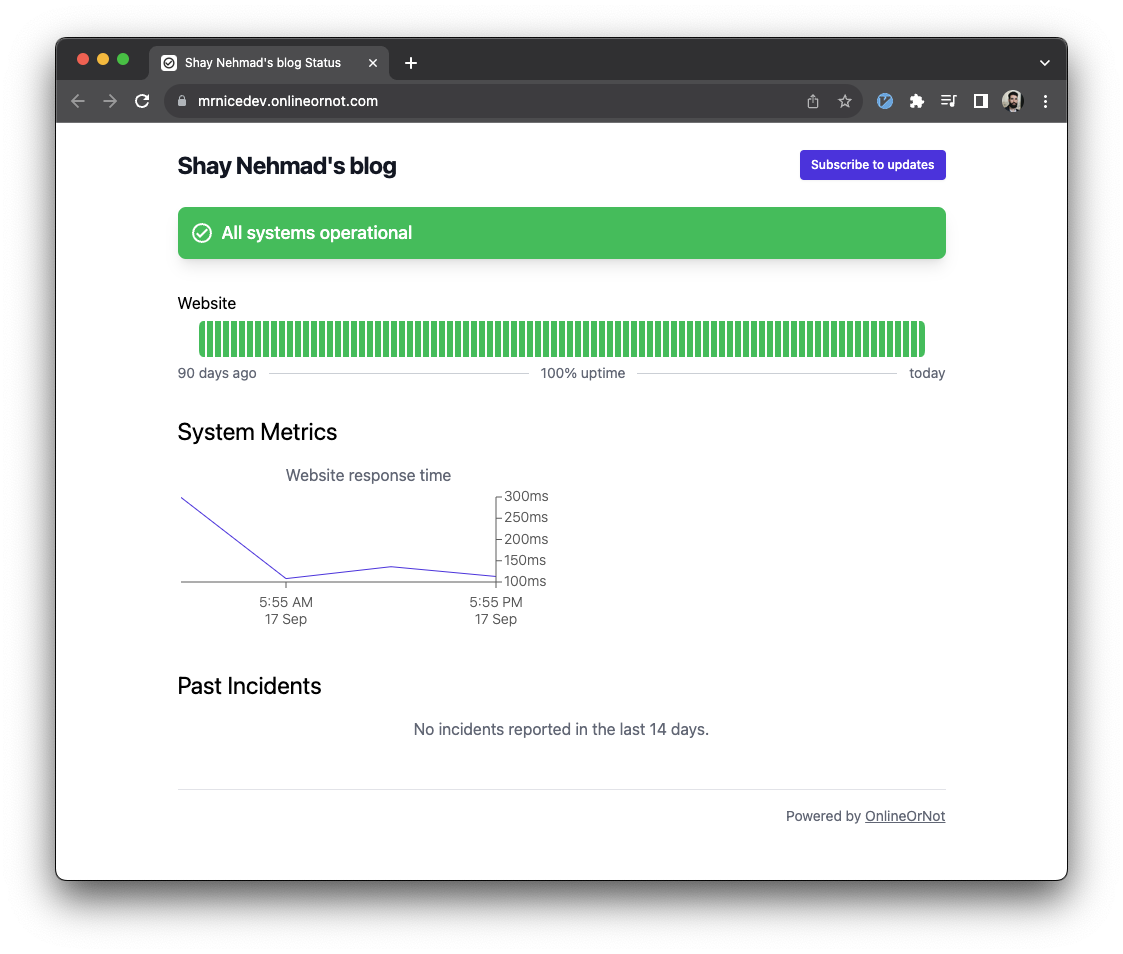 Shay Nehmad's blog Status
mrnicedev.onlineornot.com
Shay Nehmad's blog
Subscribe to updates
All systems operational
Website
90 days ago
100% uptime
today
System Metrics
Website response time
300ms
250ms
200ms
150ms
100ms
5:55 AM
17 Sep
5:55 PM
17 Sep
Past Incidents
No incidents reported in the last 14 days.
Powered by OnlineOrNot